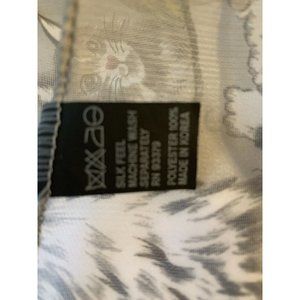 SILK FEEL
MACHINE WASH
SEPARATELY
RN 93379
POLYESTER 100%
MADE IN KOREA